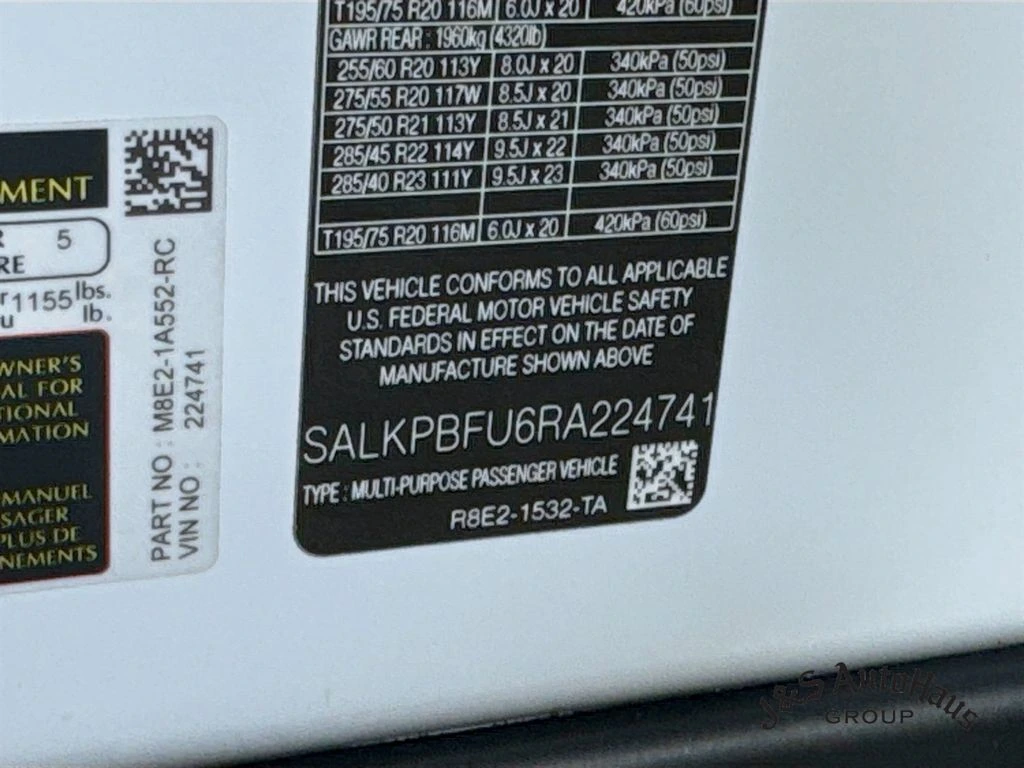 T195/75 R20 116M 6.0J x 20 420kPa (60psi)
GAWR REAR : 1960kg (4320lb)
255/60 R20 113Y 8.0J x 20 340kPa (50psi)
275/55 R20 117W 8.5J x 20 340kPa (50psi)
275/50 R21 113Y 8.5J x 21 340kPa (50psi)
285/45 R22 114Y 9.5J x 22 340kPa (50psi)
285/40 R23 111Y 9.5J x 23 340kPa (50psi)
T195/75 R20 116M 6.0J x 20 420kPa (60psi)
THIS VEHICLE CONFORMS TO ALL APPLICABLE
U.S. FEDERAL MOTOR VEHICLE SAFETY
STANDARDS IN EFFECT ON THE DATE OF
MANUFACTURE SHOWN ABOVE
SALKPBFU6RA224741
TYPE : MULTI-PURPOSE PASSENGER VEHICLE
R8E2-1532-TA
MENT
R 5
RE
r 1155 lbs.
u lb.
WNER'S
AL FOR
TIONAL
MATION
MANUEL
SAGER
PLUS DE
NEMENTS
PART NO : M8E2-1A552-RC
VIN NO : 224741
S&S AutoHaus
GROUP